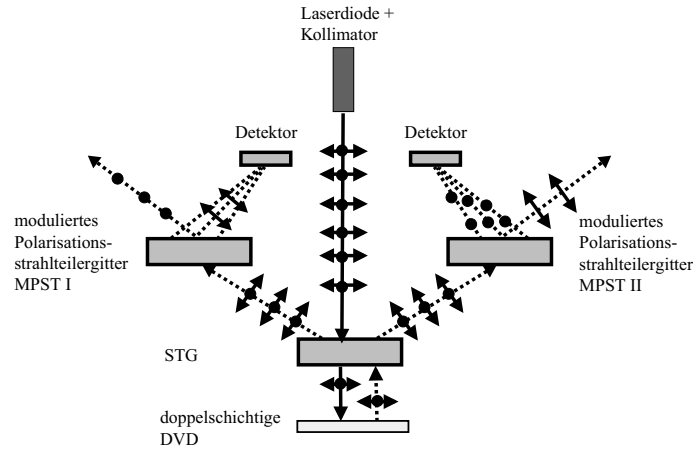 Laserdiode +
Kollimator
Detektor
Detektor
moduliertes
Polarisations-
strahlteilergitter
MPST I
moduliertes
Polarisations-
strahlteilergitter
MPST II
STG
doppelschichtige
DVD